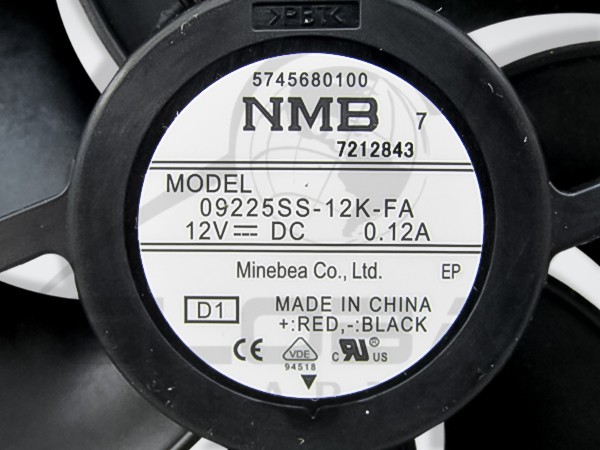 >PBT<
5745680100
NMB 7
7212843
MODEL
09225SS-12K-FA
12V⎓ DC 0.12A
Minebea Co., Ltd. EP
D1 MADE IN CHINA
+:RED,-:BLACK
CE VDE c RU ® US
94518